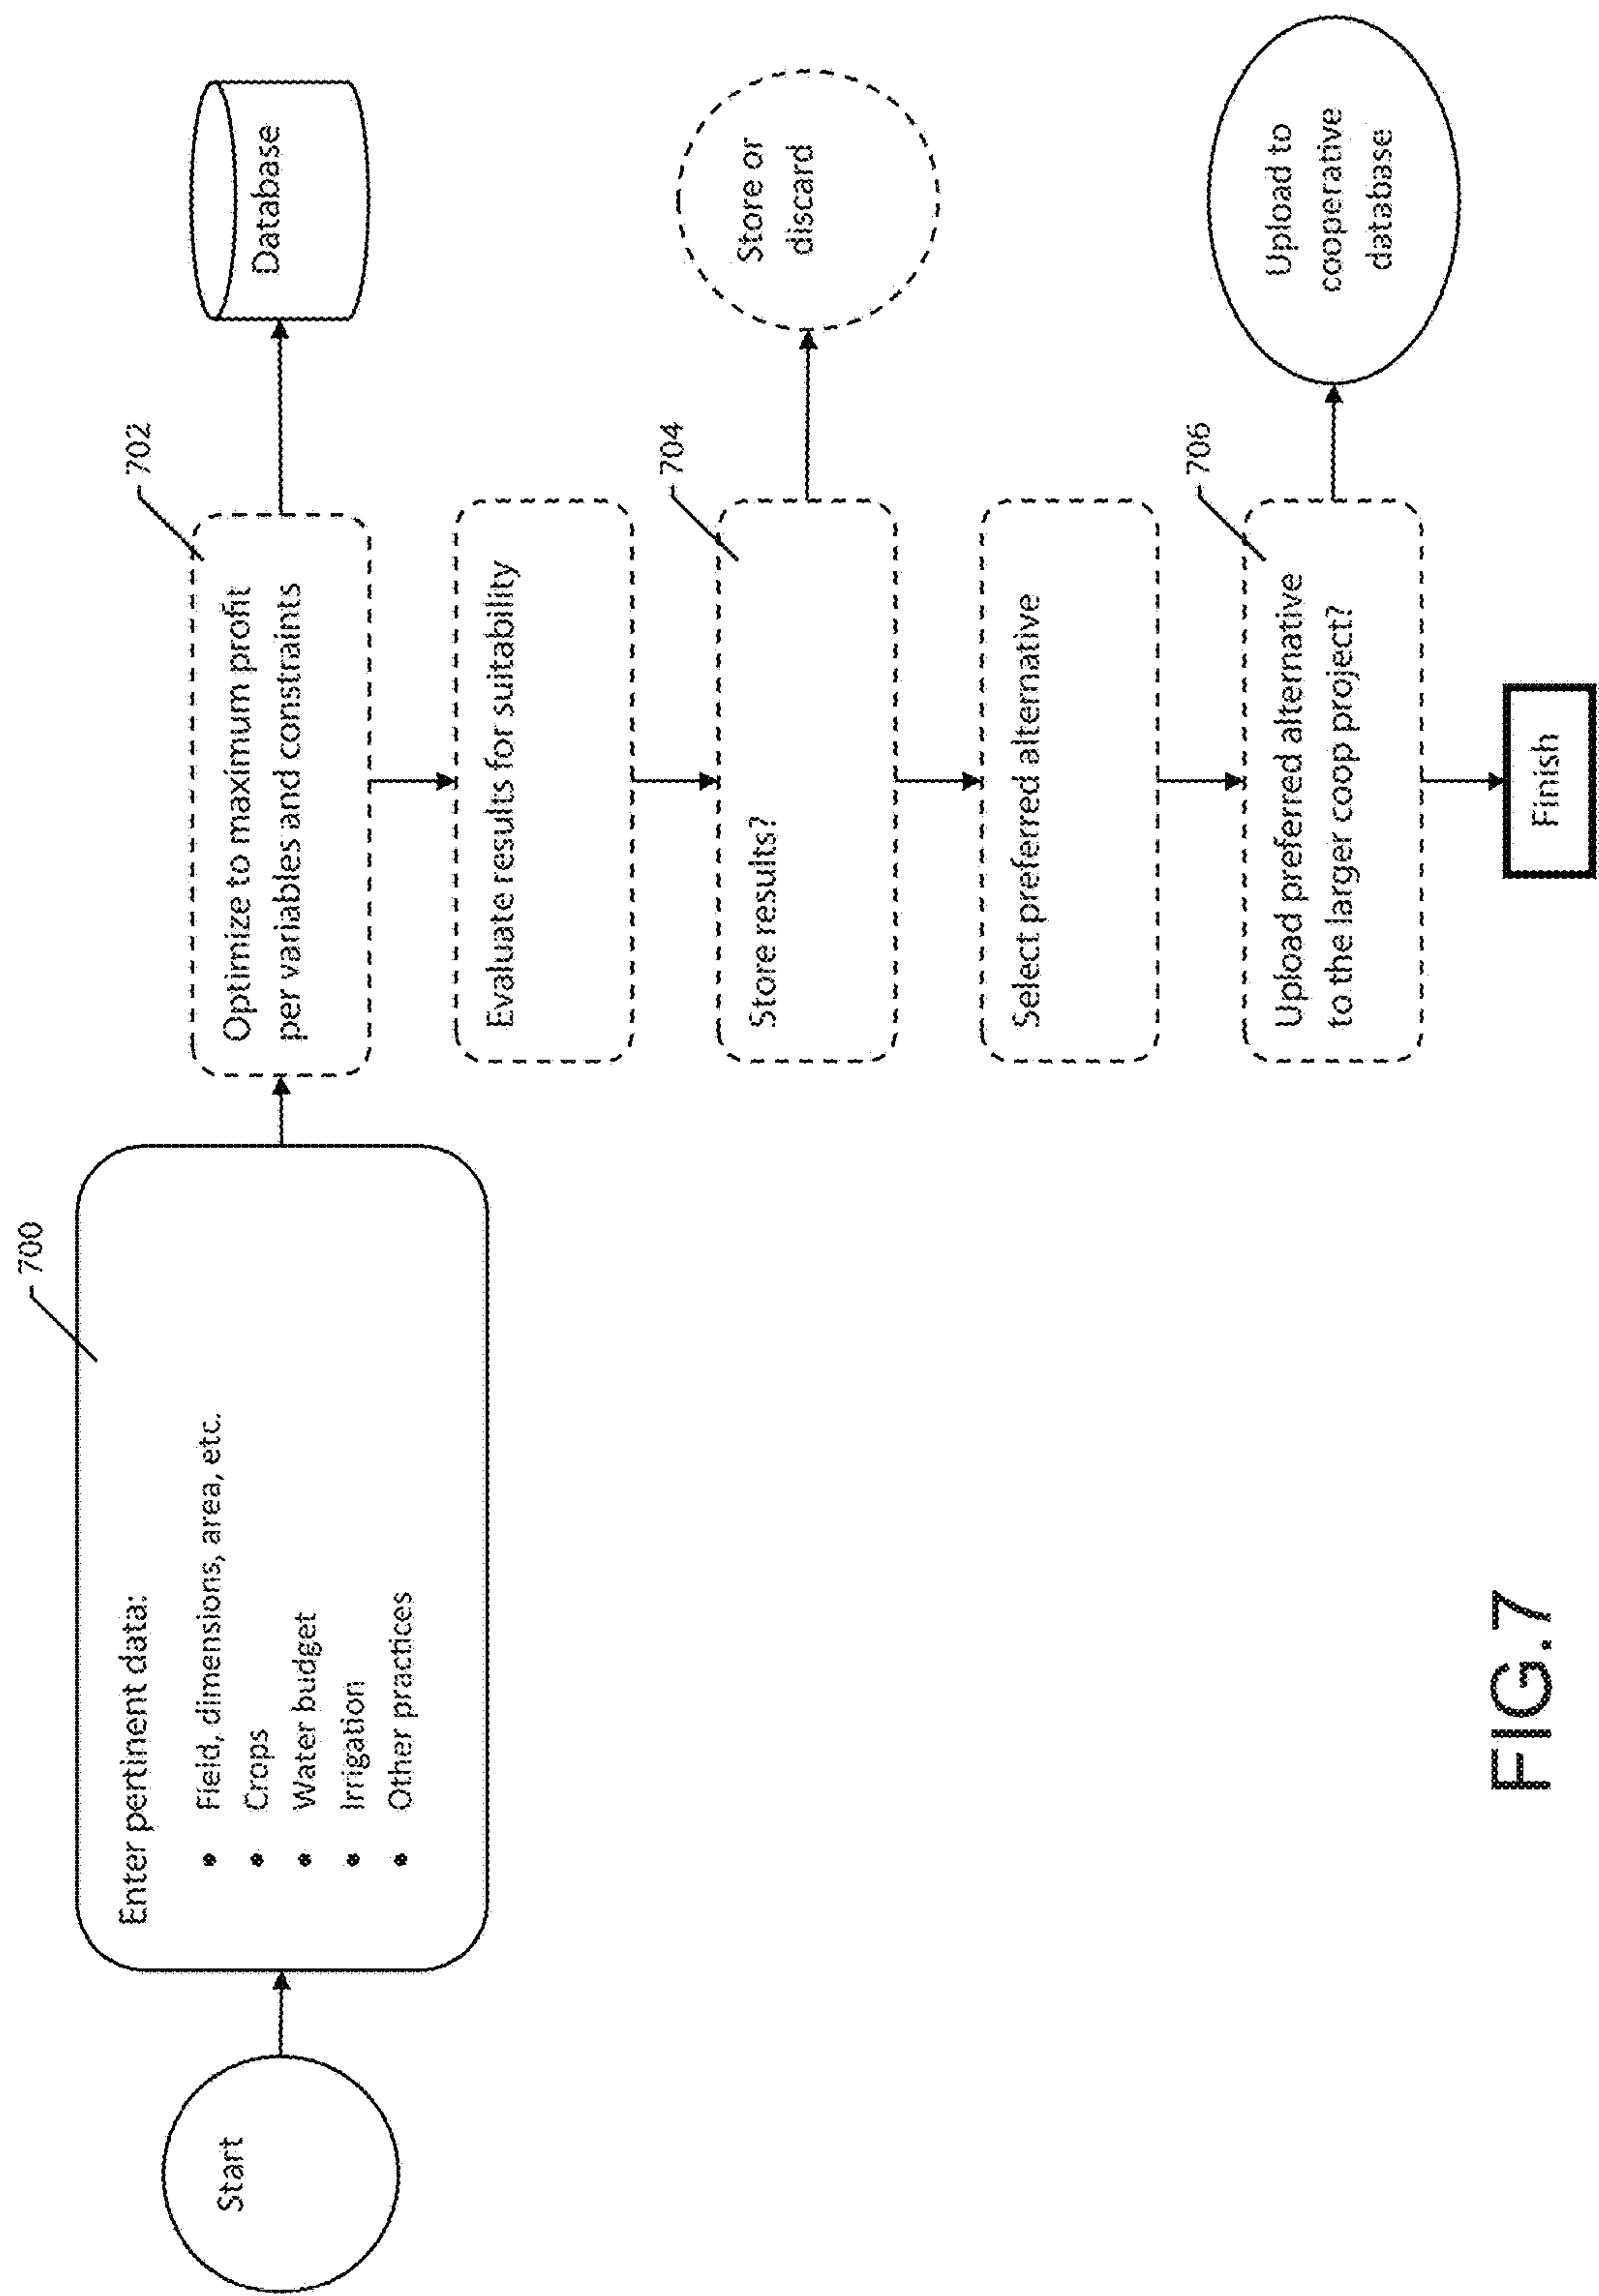 Start
700
Enter pertinent data:
• Field, dimensions, area, etc.
• Crops
• Water budget
• Irrigation
• Other practices
702
Optimize to maximum profit
per variables and constraints
Database
Evaluate results for suitability
704
Store results?
Store or
discard
Select preferred alternative
706
Upload preferred alternative
to the larger coop project?
Upload to
cooperative
database
Finish
FIG.7